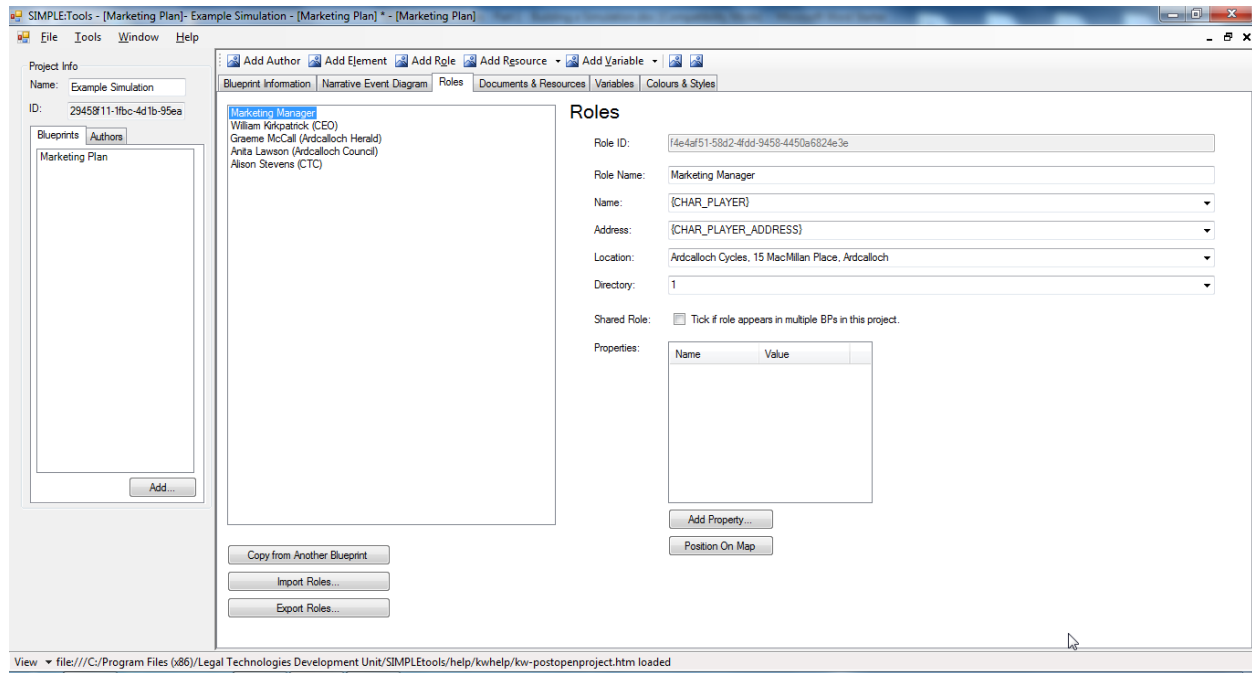 SIMPLE:Tools - [Marketing Plan]- Example Simulation - [Marketing Plan] * - [Marketing Plan]
File Tools Window Help
Project Info
Name: Example Simulation
ID: 29458f11-1fbc-4d1b-95ea
Blueprints Authors
Marketing Plan
Add...
Add Author Add Element Add Role Add Resource Add Variable
Blueprint Information Narrative Event Diagram Roles Documents & Resources Variables Colours & Styles
Marketing Manager
William Kirkpatrick (CEO)
Graeme McCall (Ardcalloch Herald)
Anita Lawson (Ardcalloch Council)
Alison Stevens (CTC)
Copy from Another Blueprint
Import Roles...
Export Roles...
Roles
Role ID: f4e4af51-58d2-4fdd-9458-4450a6824e3e
Role Name: Marketing Manager
Name: {CHAR_PLAYER}
Address: {CHAR_PLAYER_ADDRESS}
Location: Ardcalloch Cycles, 15 MacMillan Place, Ardcalloch
Directory: 1
Shared Role: Tick if role appears in multiple BPs in this project.
Properties:
Name Value
Add Property...
Position On Map
View file:///C:/Program Files (x86)/Legal Technologies Development Unit/SIMPLEtools/help/kwhelp/kw-postopenproject.htm loaded